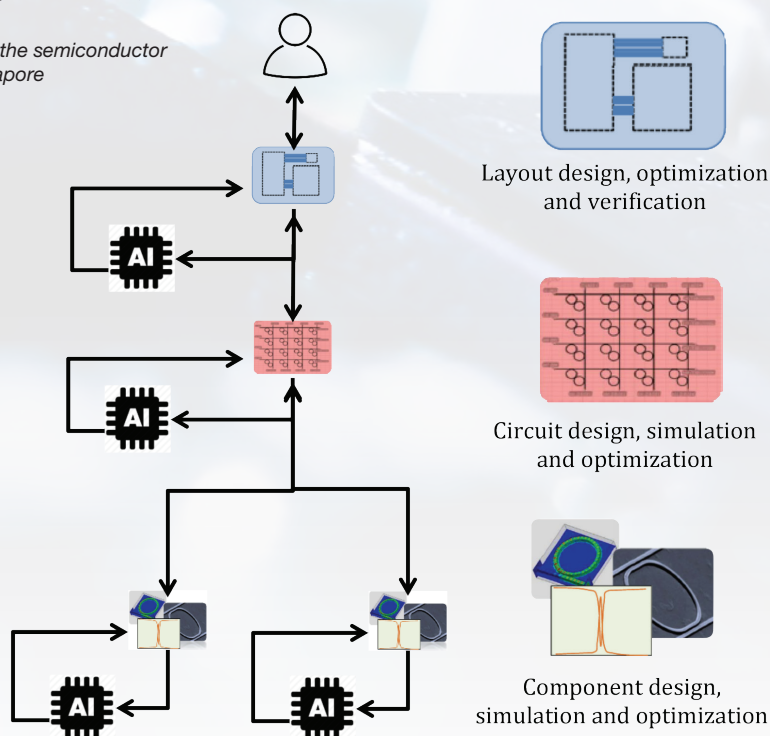 the semiconductor
apore
Layout design, optimization
and verification
AI
Circuit design, simulation
and optimization
AI
Component design,
simulation and optimization
AI
AI